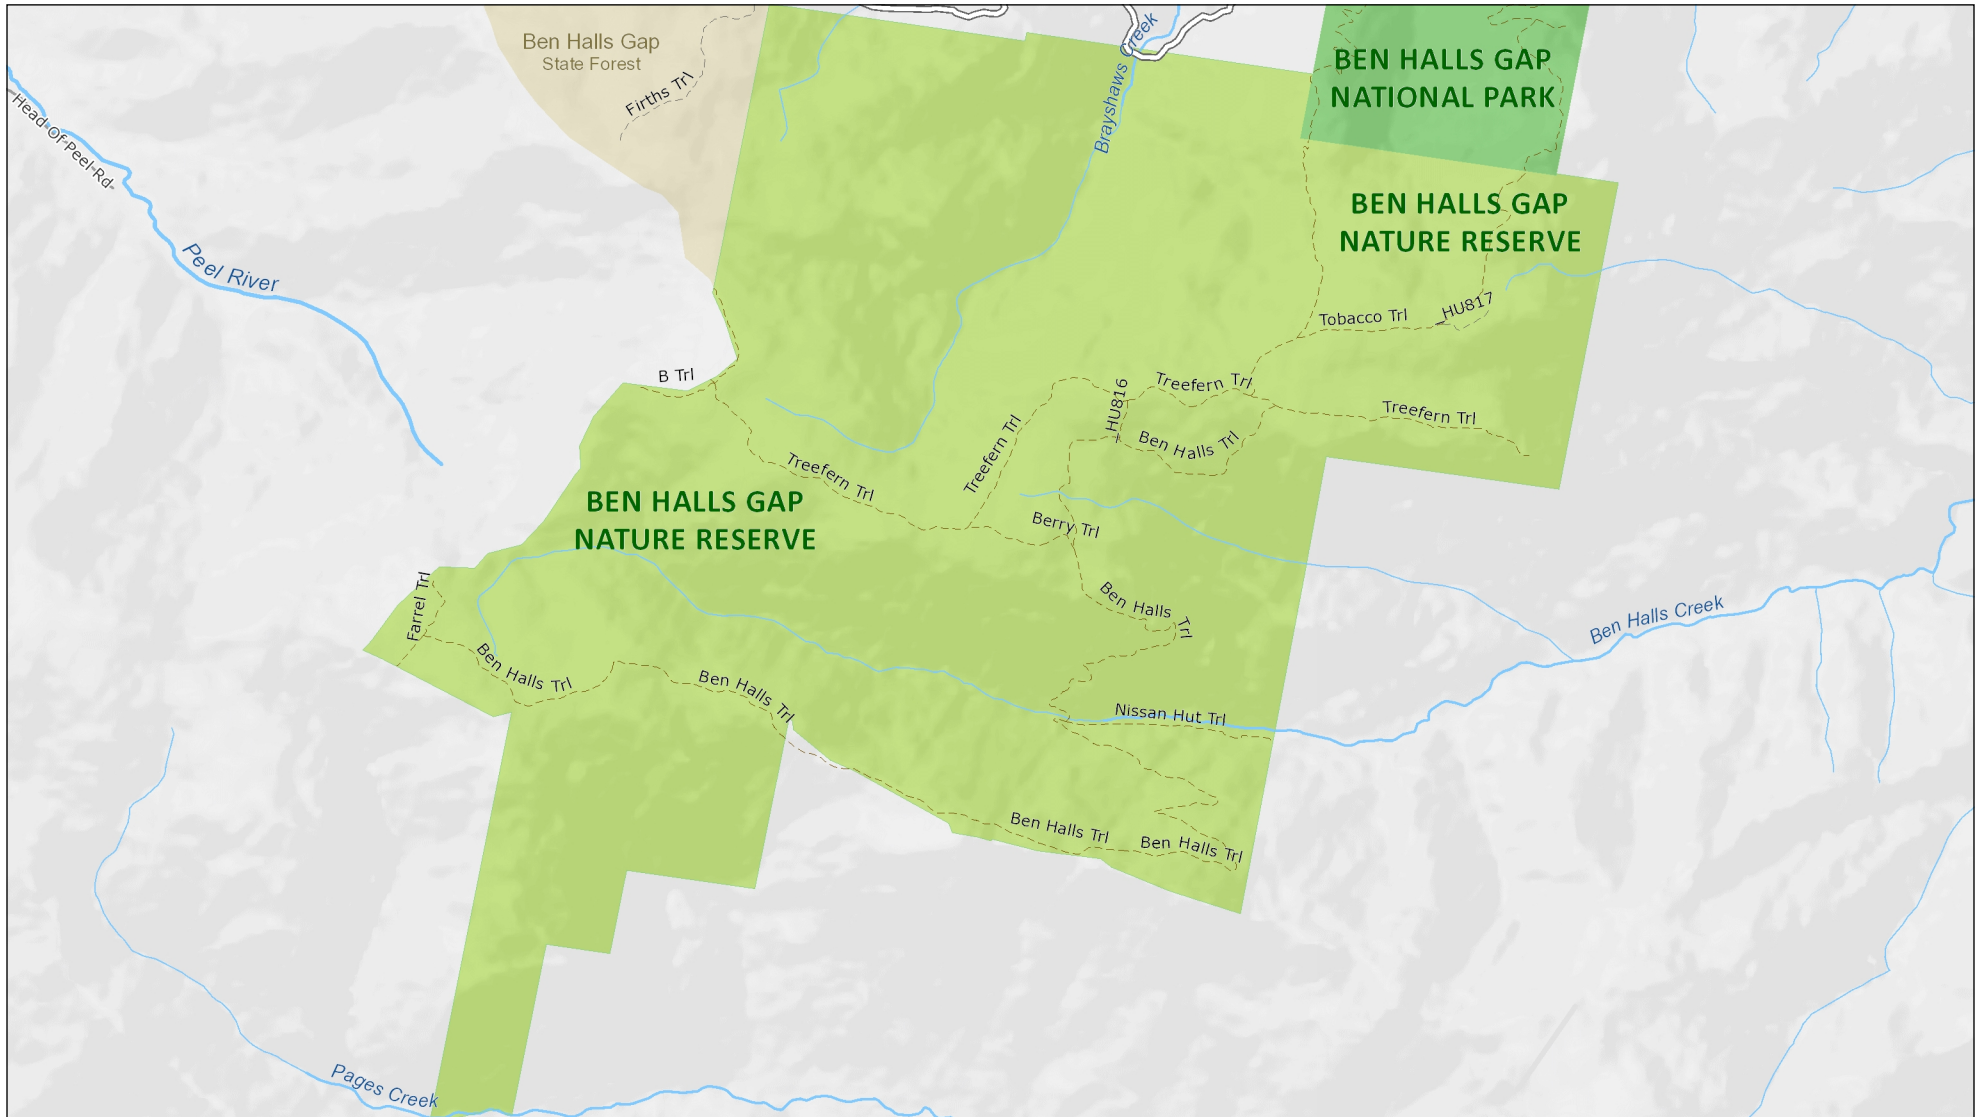 Ben Halls Gap
State Forest
Firths Trl
Brayshaws Creek
BEN HALLS GAP
NATIONAL PARK
Head Of Peel Rd
Peel River
BEN HALLS GAP
NATURE RESERVE
Tobacco Trl
HU817
B Trl
HU816
Treefern Trl
Treefern Trl
Treefern Trl
Ben Halls Trl
Treefern Trl
BEN HALLS GAP
NATURE RESERVE
Berry Trl
Farrel Trl
Ben Halls Trl
Ben Halls Creek
Ben Halls Trl
Ben Halls Trl
Nissan Hut Trl
Ben Halls Trl
Ben Halls Trl
Pages Creek